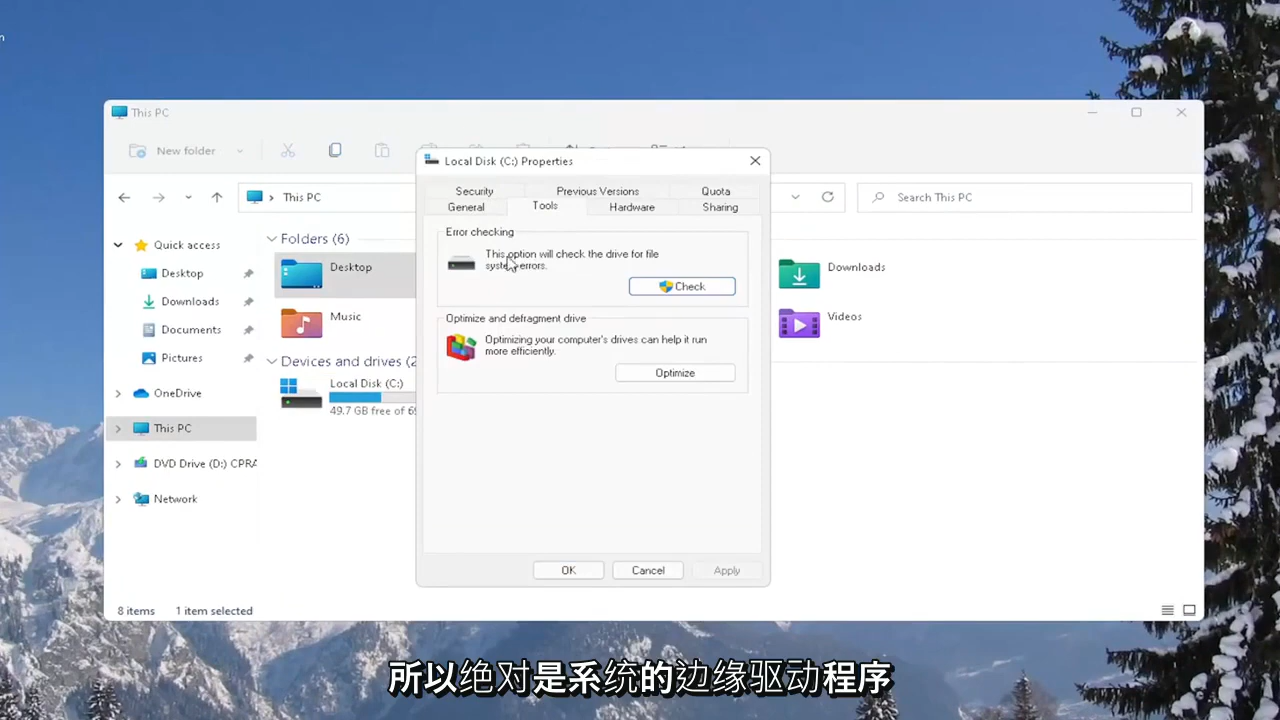 n
This PC
New folder
This PC
Search This PC
Quick access
Desktop
Downloads
Documents
Pictures
OneDrive
This PC
DVD Drive (D:) CPRA
Network
Folders (6)
Desktop
Downloads
Music
Videos
Devices and drives (2
Local Disk (C:)
49.7 GB free of 69
Local Disk (C:) Properties
Security
Previous Versions
Quota
General
Tools
Hardware
Sharing
Error checking
This option will check the drive for file
system errors.
Check
Optimize and defragment drive
Optimizing your computer's drives can help it run
more efficiently.
Optimize
OK
Cancel
Apply
8 items
1 item selected
所以绝对是系统的边缘驱动程序